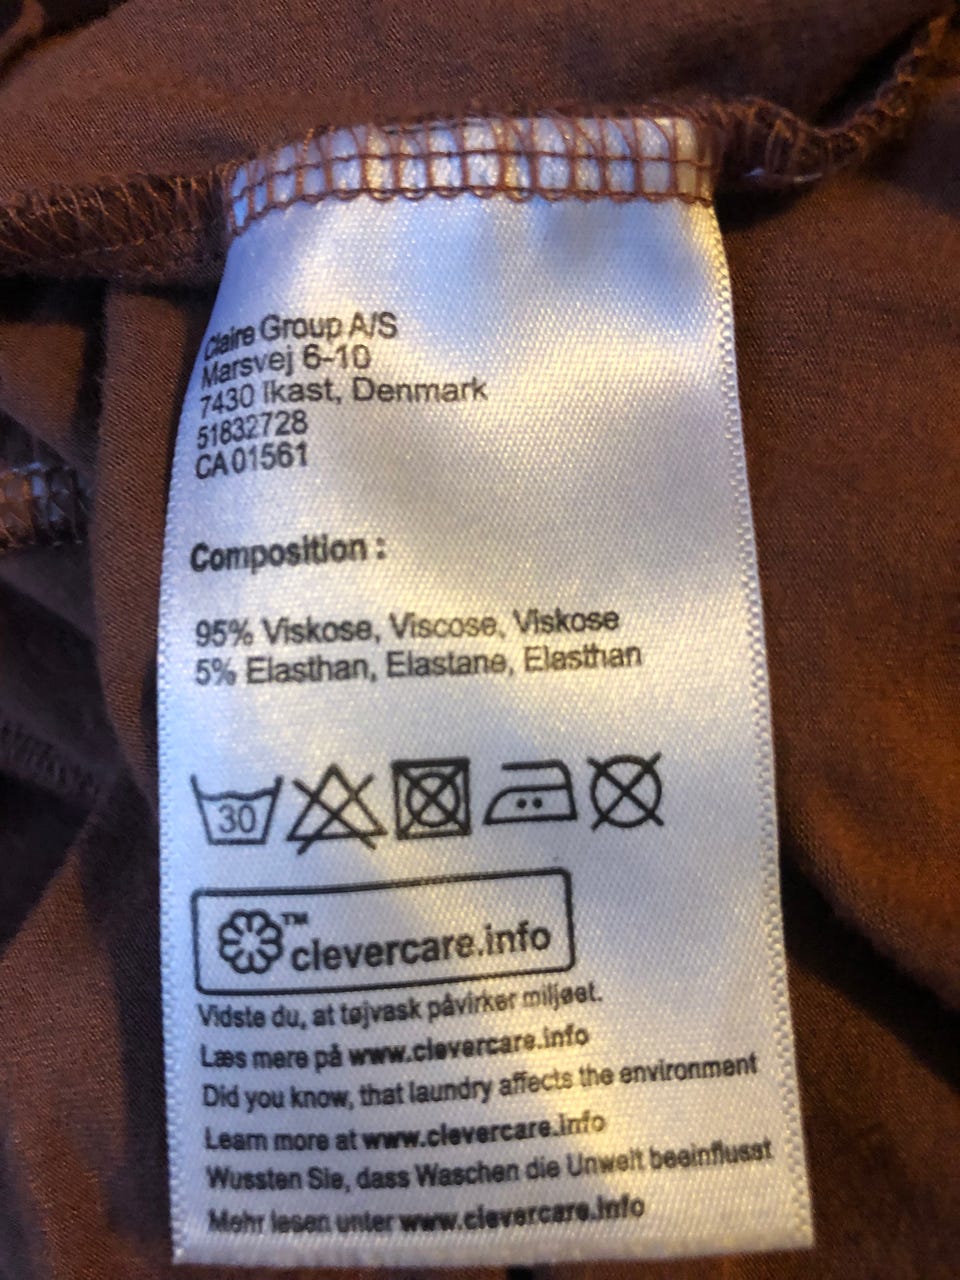 Claire Group A/S
Marsvej 6-10
7430 Ikast, Denmark
51832728
CA01561
Composition :
95% Viskose, Viscose, Viskose
5% Elasthan, Elastane, Elasthan
30
™
clevercare.info
Vidste du, at tøjvask påvirker miljøet.
Læs mere på www.clevercare.info
Did you know, that laundry affects the environment
Learn more at www.clevercare.info
Wussten Sie, dass Waschen die Unwelt beeinflusst
Mehr lesen unter www.clevercare.info